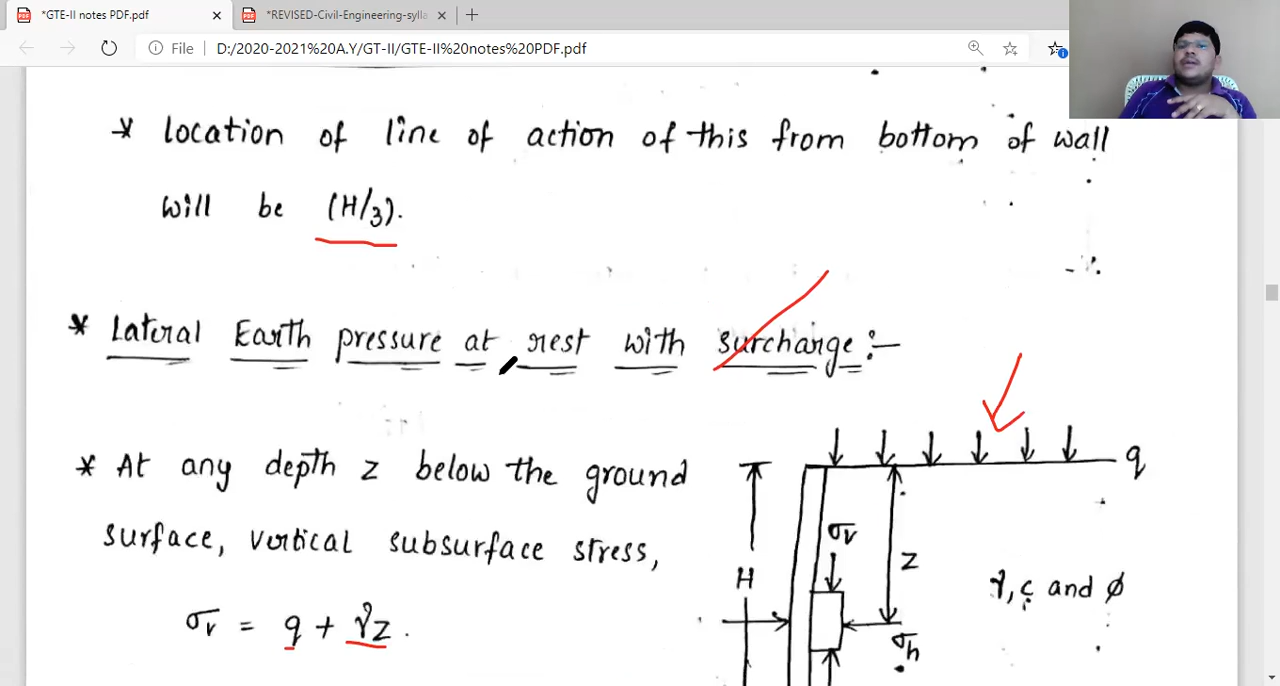 *GTE-II notes PDF.pdf
*REVISED-Civil-Engineering-sylla
File D:/2020-2021%20A.Y/GT-II/GTE-II%20notes%20PDF.pdf
* location of line of action of this from bottom of wall
will be (H/3).
* Lateral Earth pressure at rest with surcharge:-
* At any depth z below the ground
surface, vertical subsurface stress,
σv = q + γz.
q
σv
z
H
γ, c and φ
σh